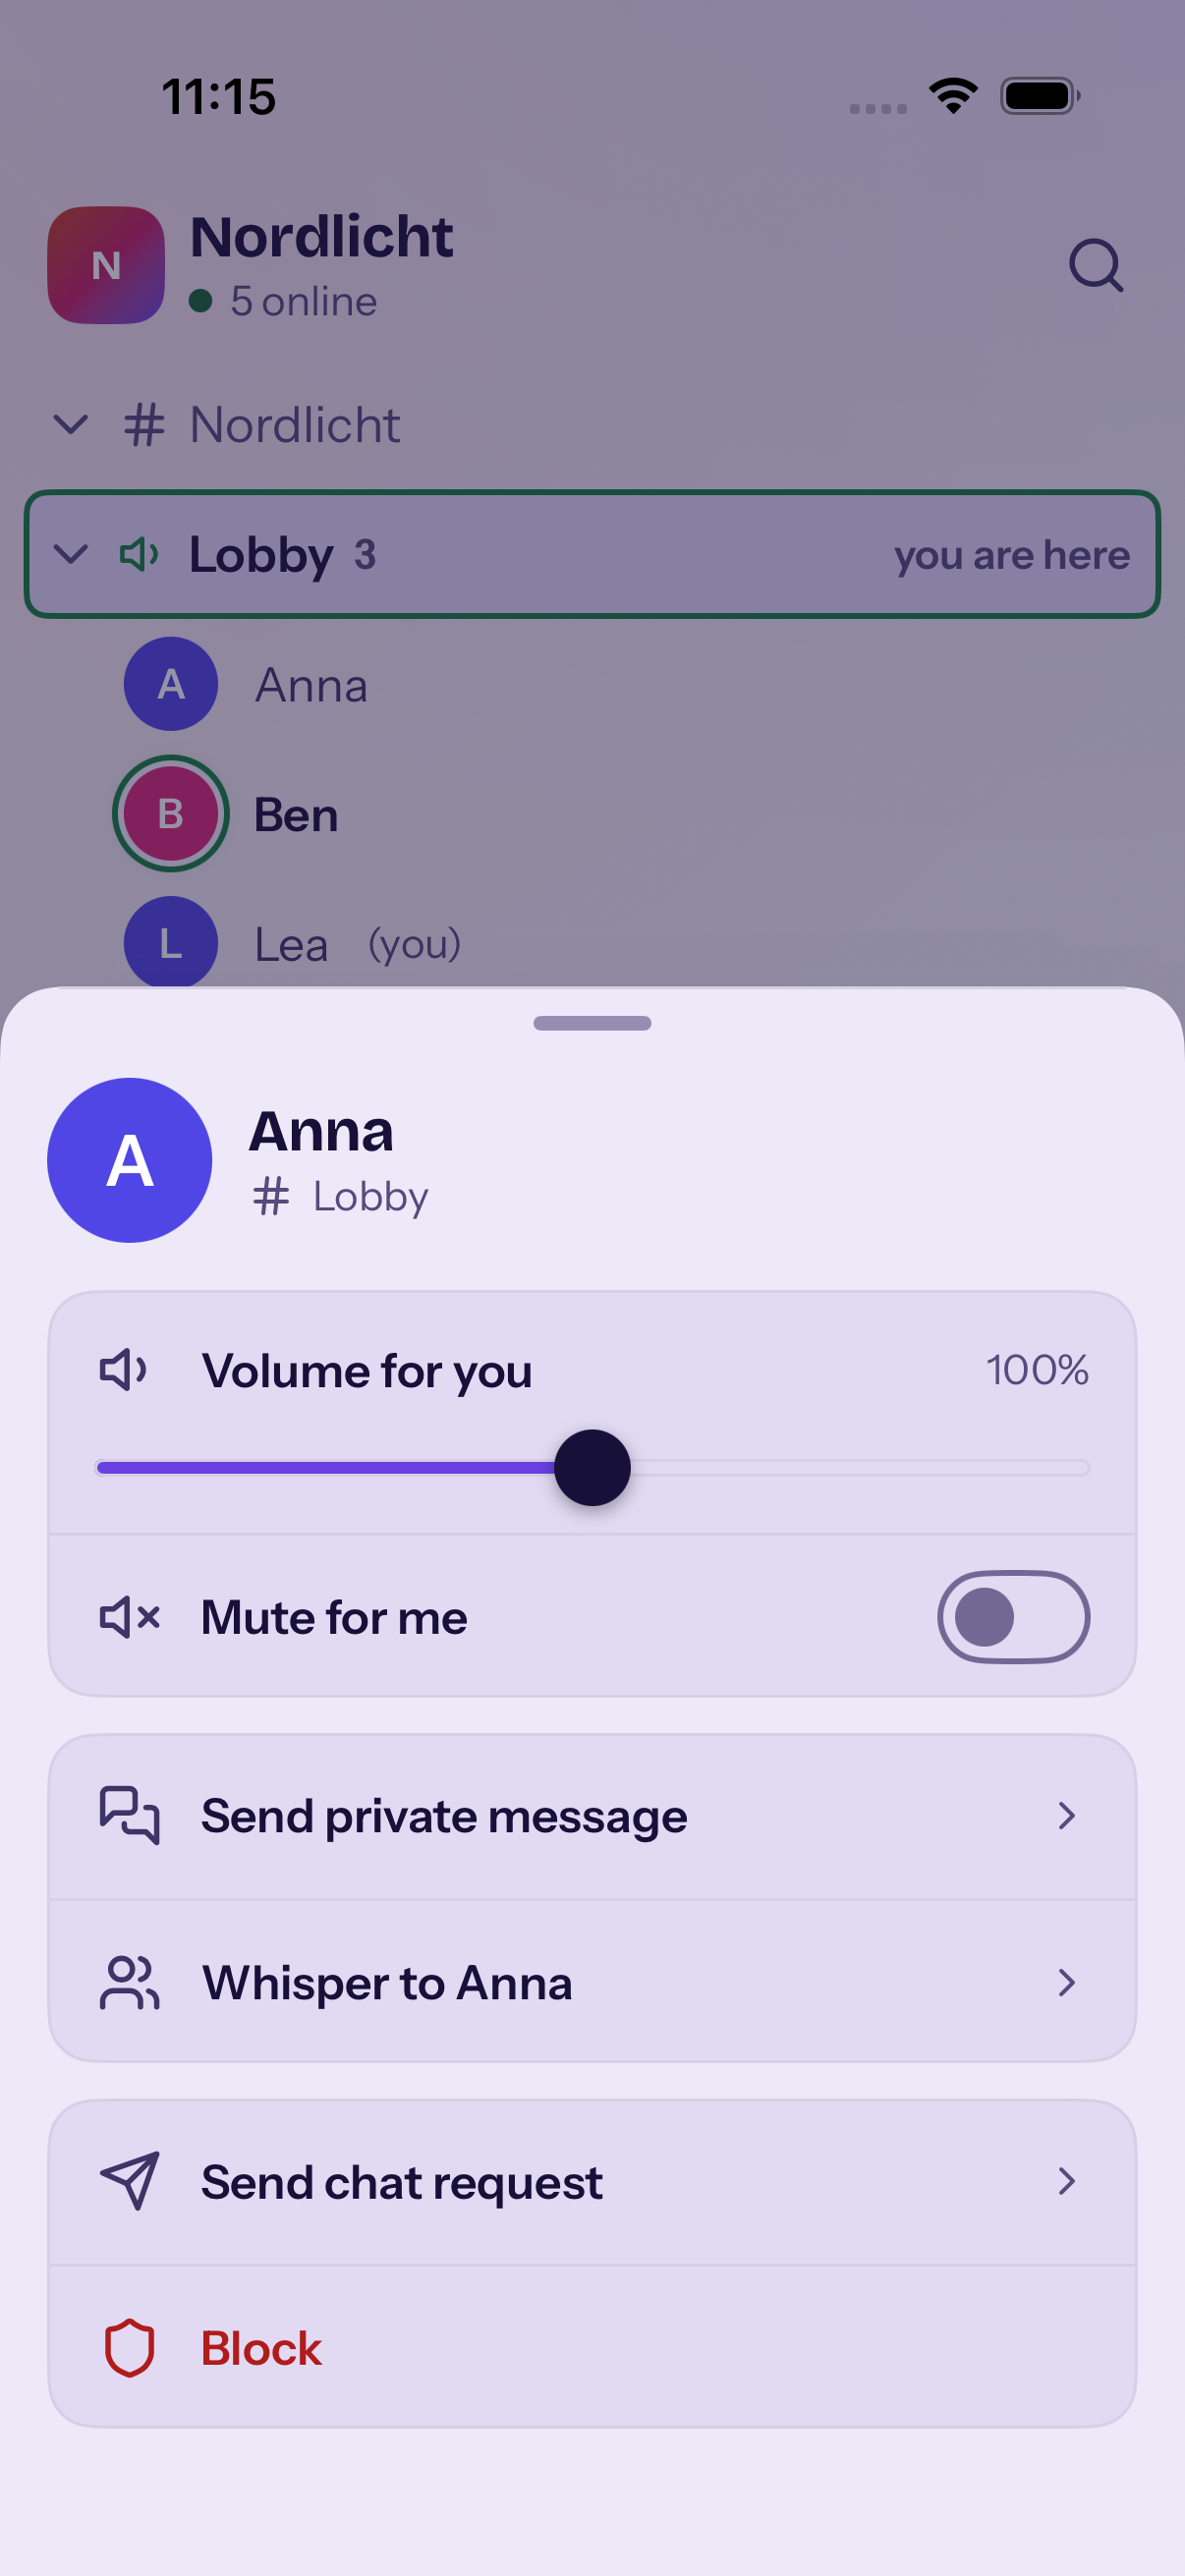 11:15
N
Nordlicht
5 online
# Nordlicht
Lobby 3
you are here
A
Anna
B
Ben
L
Lea (you)
A
Anna
# Lobby
Volume for you
100%
Mute for me
Send private message
Whisper to Anna
Send chat request
Block